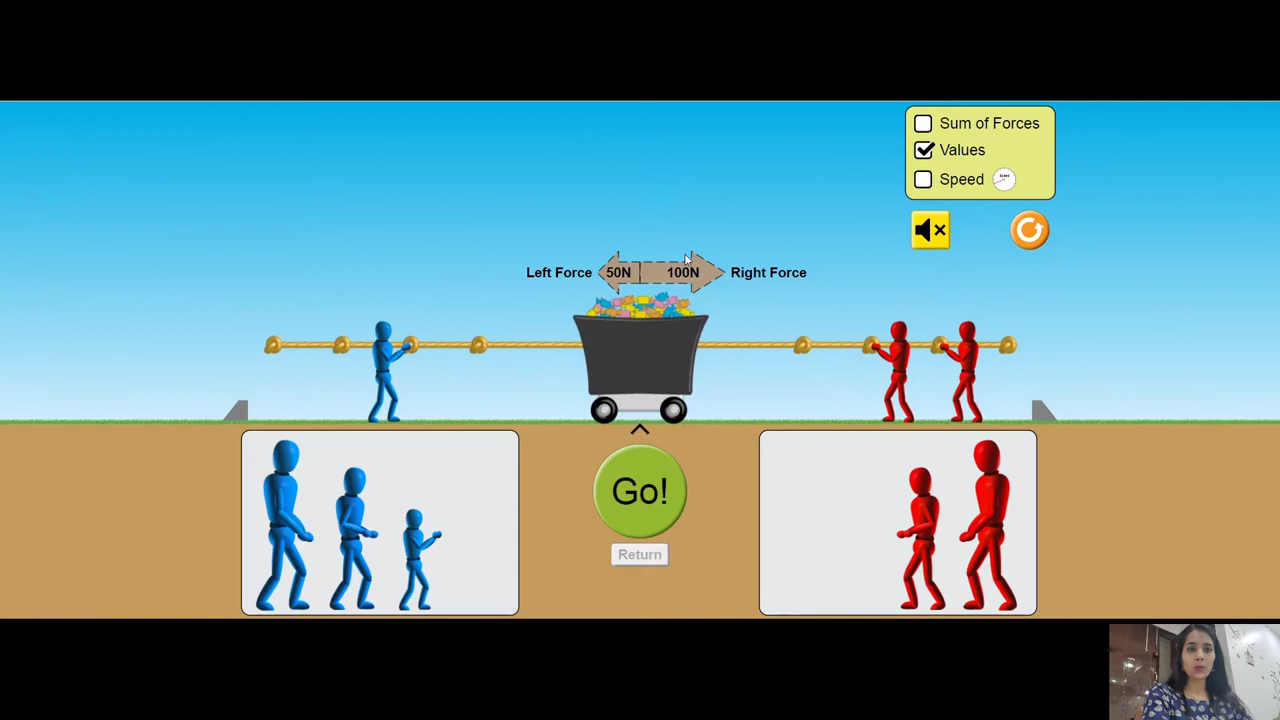 Sum of Forces
Values
Speed
Left Force 50N 100N Right Force
Go!
Return